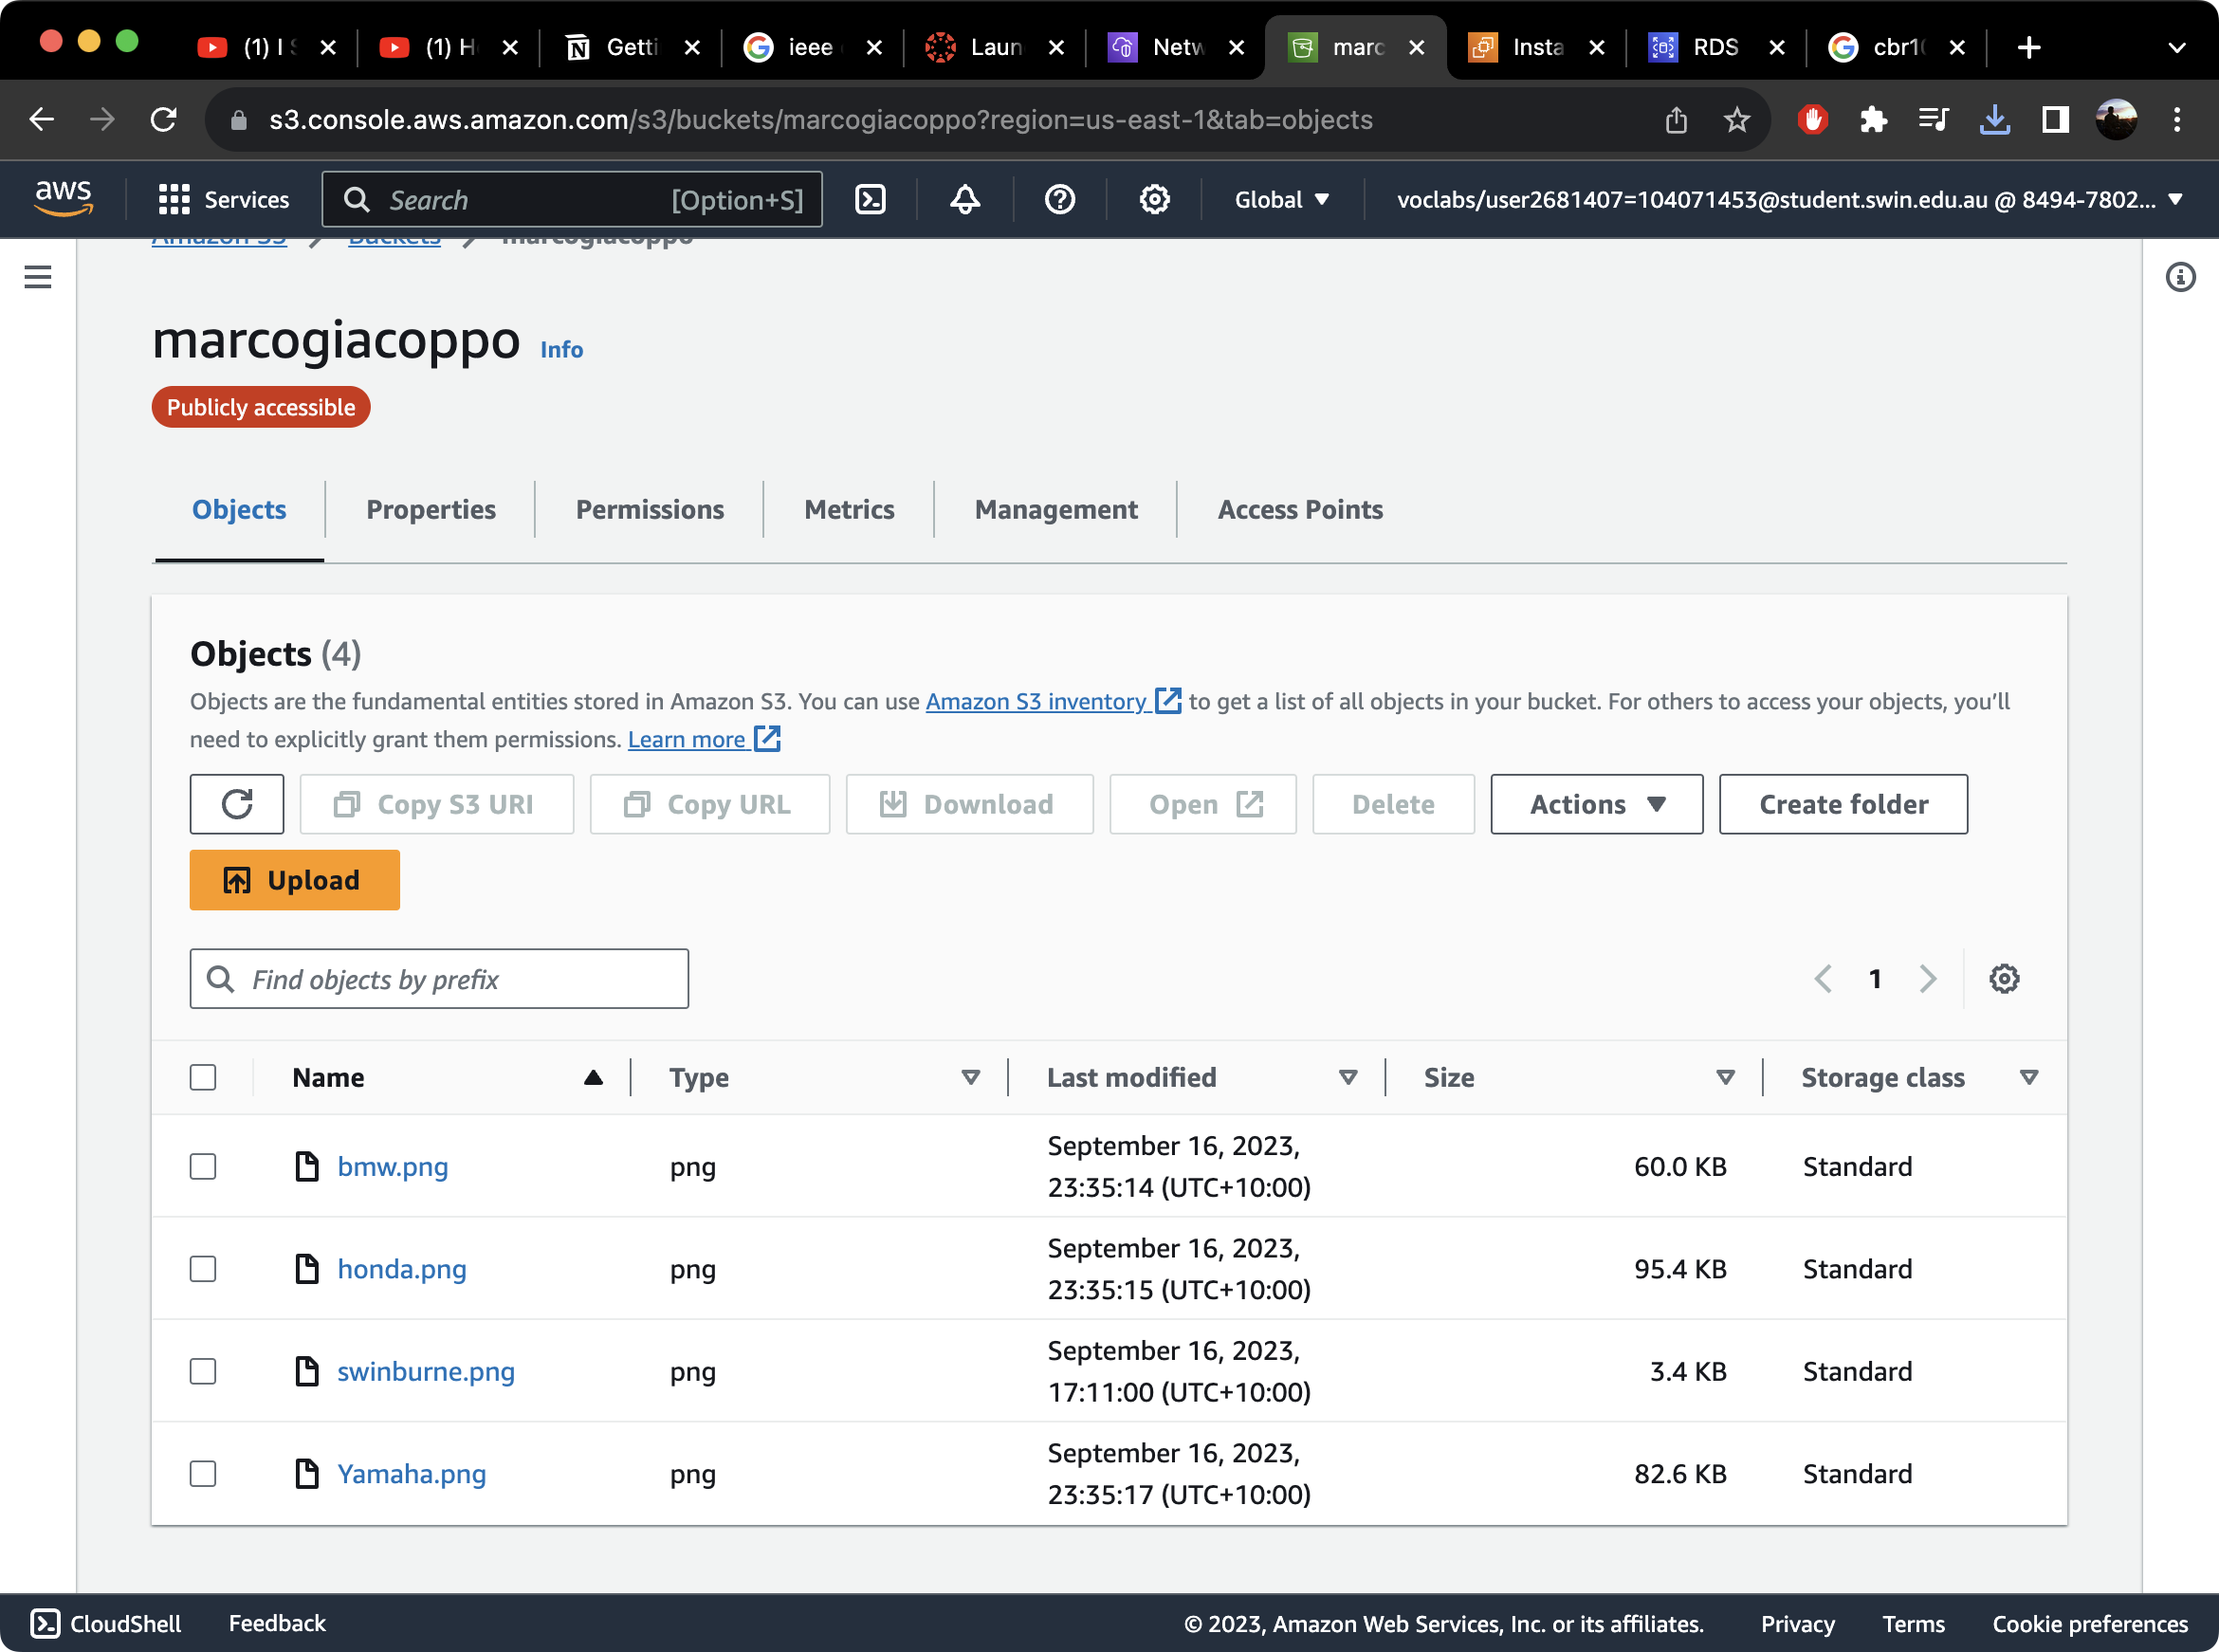 (1) I
(1) H
Getti
ieee
Laun
Netw
marc
Insta
RDS
cbr10
s3.console.aws.amazon.com/s3/buckets/marcogiacoppo?region=us-east-1&tab=objects
aws
Services
Search
[Option+S]
Global
voclabs/user2681407=104071453@student.swin.edu.au @ 8494-7802...
Amazon S3
Buckets
marcogiacoppo
marcogiacoppo
Info
Publicly accessible
Objects
Properties
Permissions
Metrics
Management
Access Points
Objects (4)
Objects are the fundamental entities stored in Amazon S3. You can use Amazon S3 inventory to get a list of all objects in your bucket. For others to access your objects, you’ll
need to explicitly grant them permissions. Learn more
Copy S3 URI
Copy URL
Download
Open
Delete
Actions
Create folder
Upload
Find objects by prefix
1
Name
Type
Last modified
Size
Storage class
bmw.png
png
September 16, 2023,
23:35:14 (UTC+10:00)
60.0 KB
Standard
honda.png
png
September 16, 2023,
23:35:15 (UTC+10:00)
95.4 KB
Standard
swinburne.png
png
September 16, 2023,
17:11:00 (UTC+10:00)
3.4 KB
Standard
Yamaha.png
png
September 16, 2023,
23:35:17 (UTC+10:00)
82.6 KB
Standard
CloudShell
Feedback
© 2023, Amazon Web Services, Inc. or its affiliates.
Privacy
Terms
Cookie preferences